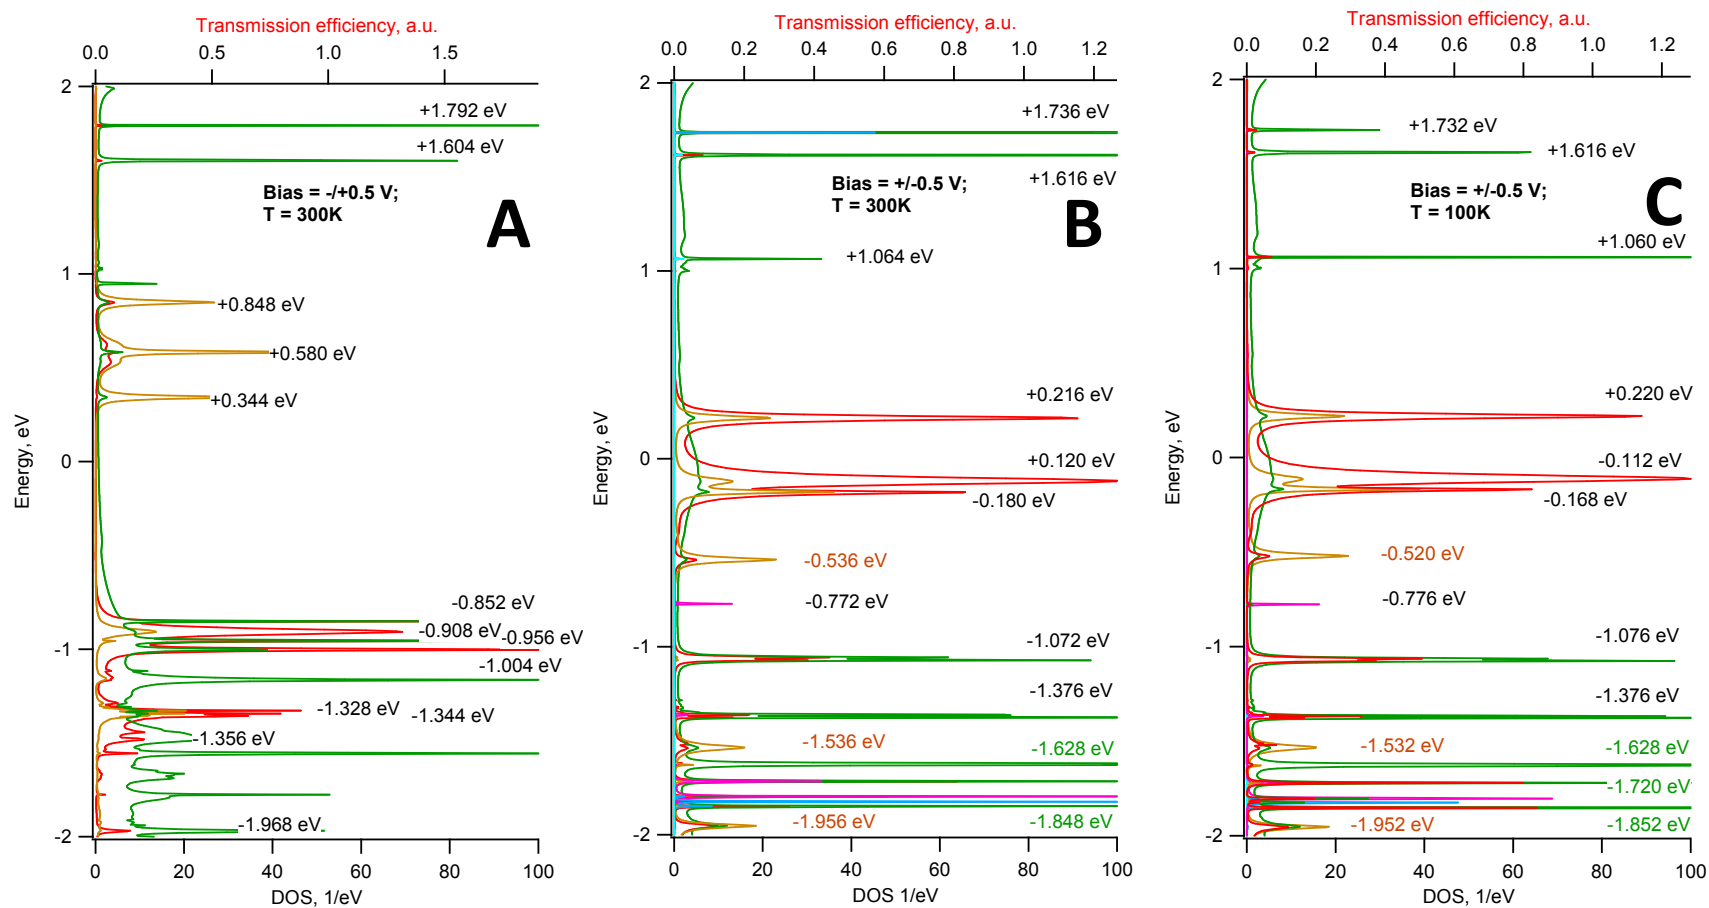 Transmission efficiency, a.u.
0.0 0.5 1.0 1.5
2
+1.792 eV
+1.604 eV
Bias = -/+0.5 V;
T = 300K
A
1
+0.848 eV
+0.580 eV
+0.344 eV
Energy, eV
0
-0.852 eV
-0.908 eV
-0.956 eV
-1
-1.004 eV
-1.328 eV
-1.344 eV
-1.356 eV
-1.968 eV
-2
0 20 40 60 80 100
DOS, 1/eV
Transmission efficiency, a.u.
0.0 0.2 0.4 0.6 0.8 1.0 1.2
2
+1.736 eV
+1.616 eV
Bias = +/-0.5 V;
T = 300K
B
+1.064 eV
1
+0.216 eV
Energy, eV
0
+0.120 eV
-0.180 eV
-0.536 eV
-0.772 eV
-1
-1.072 eV
-1.376 eV
-1.536 eV
-1.628 eV
-1.956 eV
-1.848 eV
-2
0 20 40 60 80 100
DOS 1/eV
Transmission efficiency, a.u.
0.0 0.2 0.4 0.6 0.8 1.0 1.2
2
+1.732 eV
+1.616 eV
Bias = +/-0.5 V;
T = 100K
C
+1.060 eV
1
+0.220 eV
Energy, eV
0
-0.112 eV
-0.168 eV
-0.520 eV
-0.776 eV
-1
-1.076 eV
-1.376 eV
-1.532 eV
-1.628 eV
-1.720 eV
-1.952 eV
-1.852 eV
-2
0 20 40 60 80 100
DOS, 1/eV